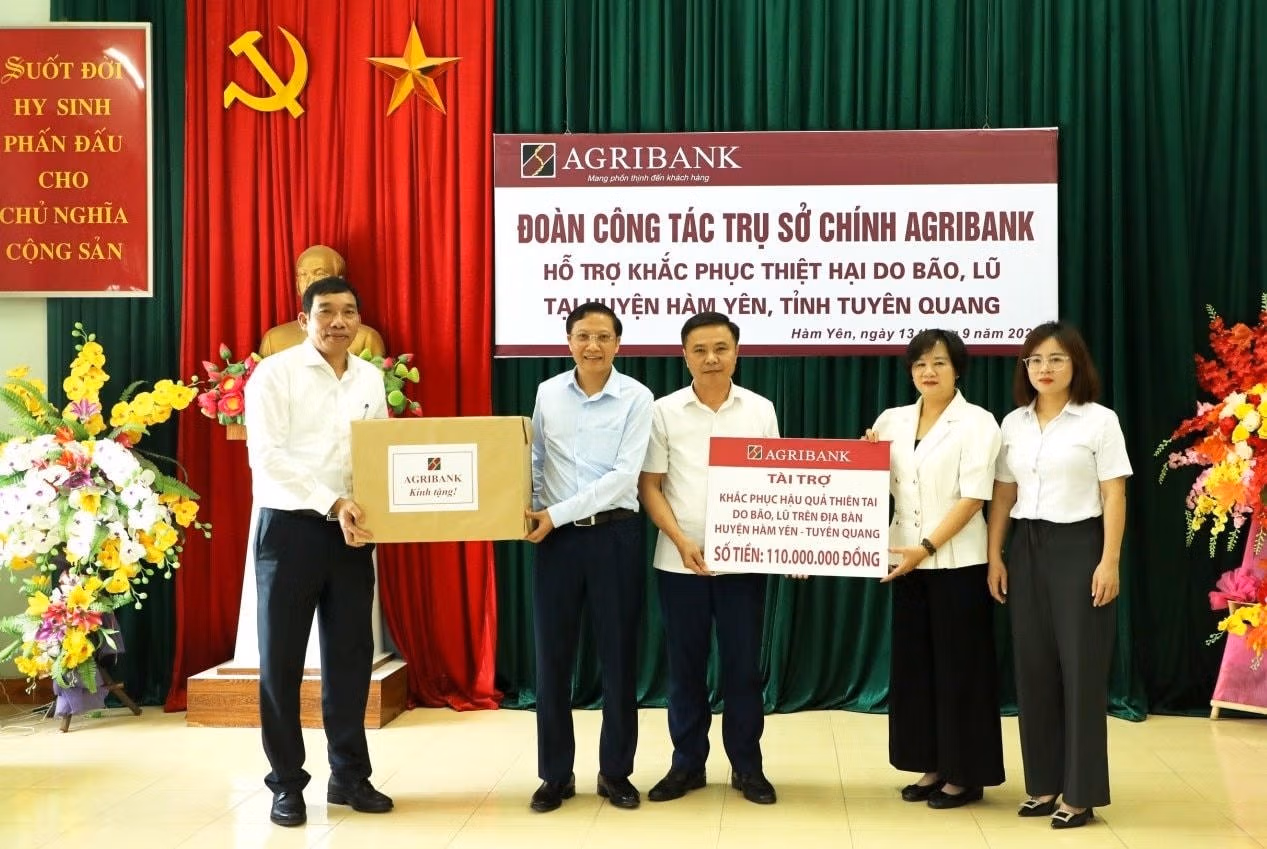 SUỐT ĐỜI
HY SINH
PHẤN ĐẤU
CHO
CHỦ NGHĨA
CỘNG SẢN
AGRIBANK
Mang phồn thịnh đến khách hàng
ĐOÀN CÔNG TÁC TRỤ SỞ CHÍNH AGRIBANK
HỖ TRỢ KHẮC PHỤC THIỆT HẠI DO BÃO, LŨ
TẠI HUYỆN HÀM YÊN, TỈNH TUYÊN QUANG
Hàm Yên, ngày 13 9 năm
AGRIBANK
Kính tặng!
AGRIBANK
TÀI TRỢ
KHẮC PHỤC HẬU QUẢ THIÊN TAI
DO BÃO, LŨ TRÊN ĐỊA BÀN
HUYỆN HÀM YÊN - TUYÊN QUANG
SỐ TIỀN: 110.000.000 ĐỒNG